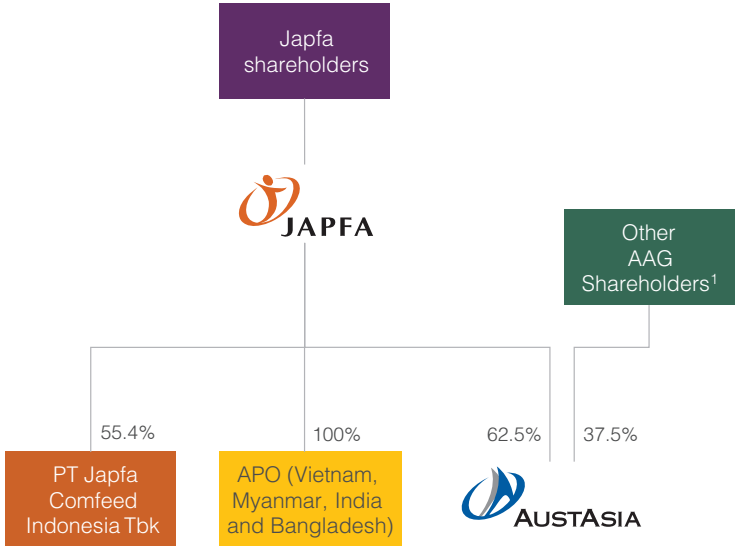 Japfa
shareholders
JAPFA
Other
AAG
Shareholders¹
55.4%
100%
62.5%
37.5%
PT Japfa
Comfeed
Indonesia Tbk
APO (Vietnam,
Myanmar, India
and Bangladesh)
AUSTASIA